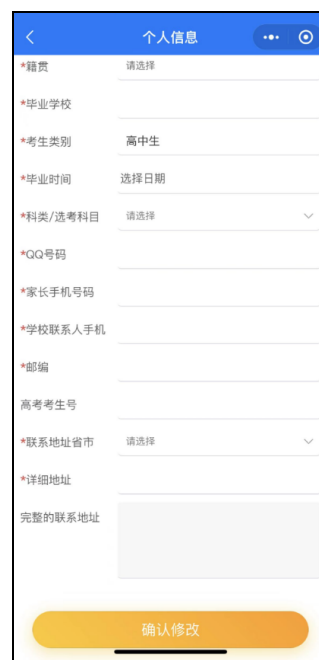 个人信息
*籍贯 请选择
*毕业学校
*考生类别 高中生
*毕业时间 选择日期
*科类/选考科目 请选择
*QQ号码
*家长手机号码
*学校联系人手机
*邮编
高考考生号
*联系地址省市 请选择
*详细地址
完整的联系地址
确认修改